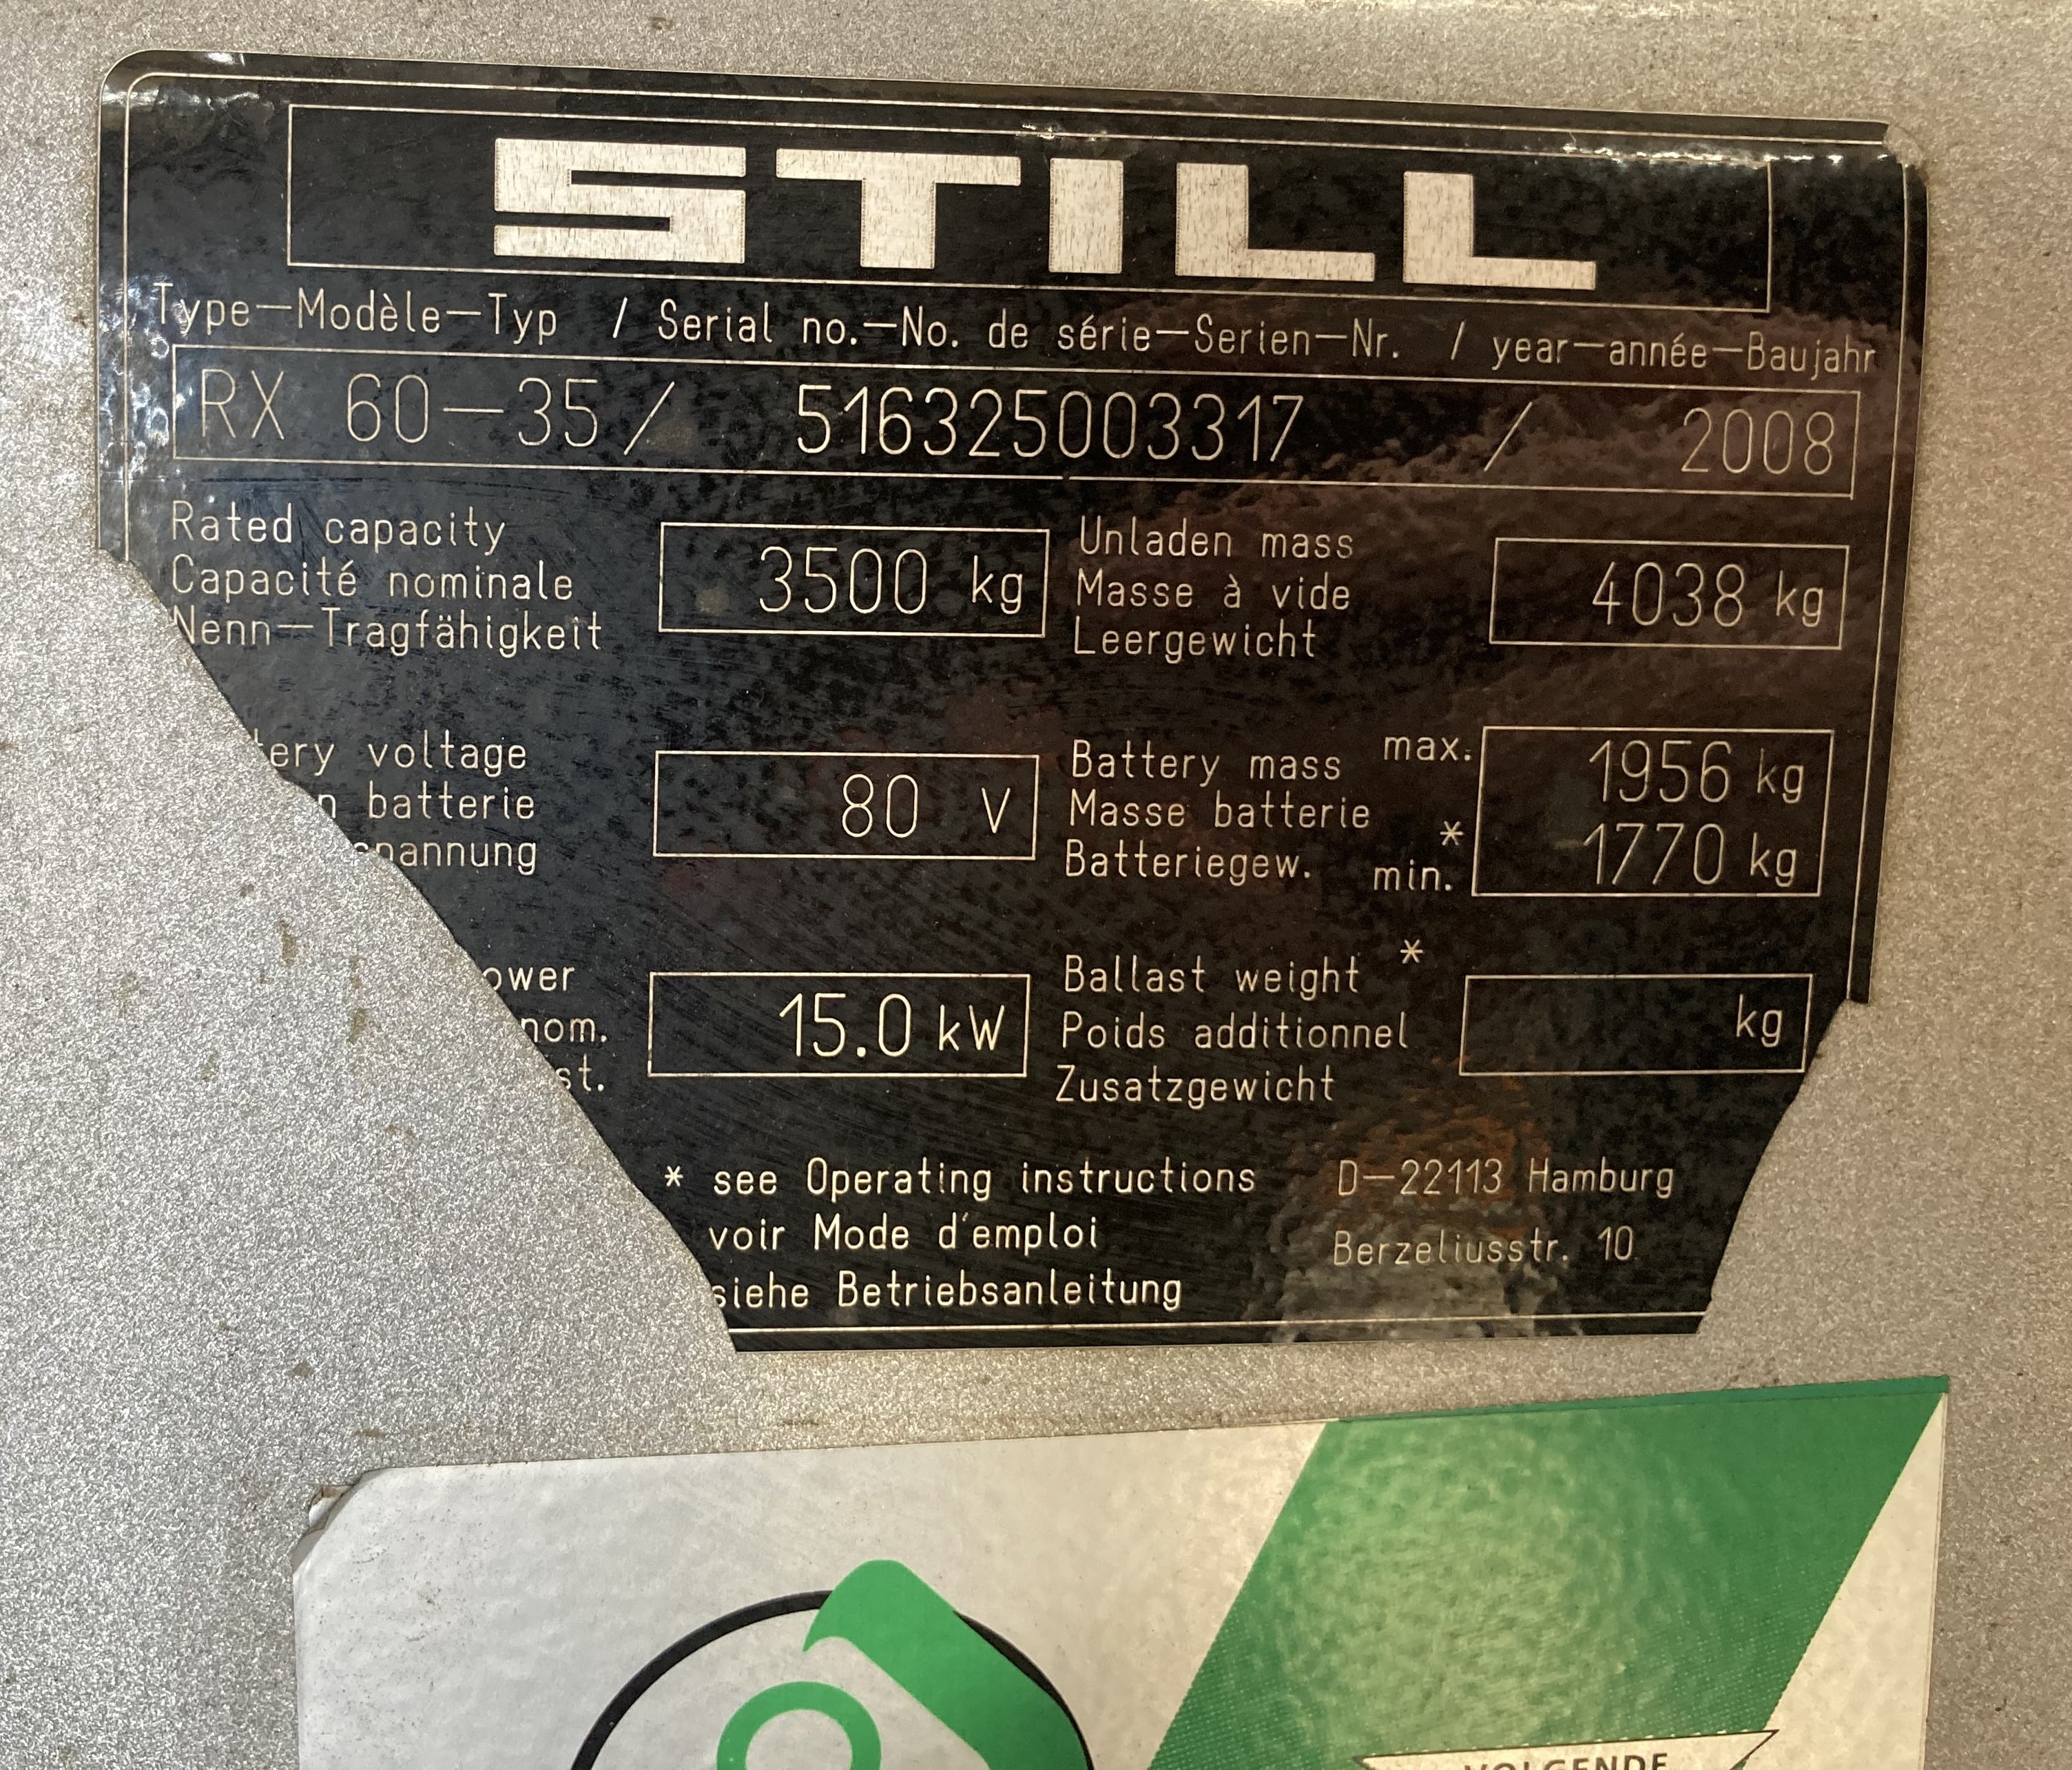 STILL
Type–Modèle–Typ / Serial no.–No. de série–Serien–Nr. / year–année–Baujahr
RX 60–35 / 516325003317 / 2008
Rated capacity
Capacité nominale
Nenn–Tragfähigkeit
3500 kg
Unladen mass
Masse à vide
Leergewicht
4038 kg
tery voltage
n batterie
spannung
80 V
Battery mass
Masse batterie
Batteriegew.
max.
* min.
1956 kg
1770 kg
ower
nom.
st.
15.0 kW
Ballast weight *
Poids additionnel
Zusatzgewicht
kg
* see Operating instructions
voir Mode d'emploi
siehe Betriebsanleitung
D–22113 Hamburg
Berzeliusstr. 10
VOLGENDE